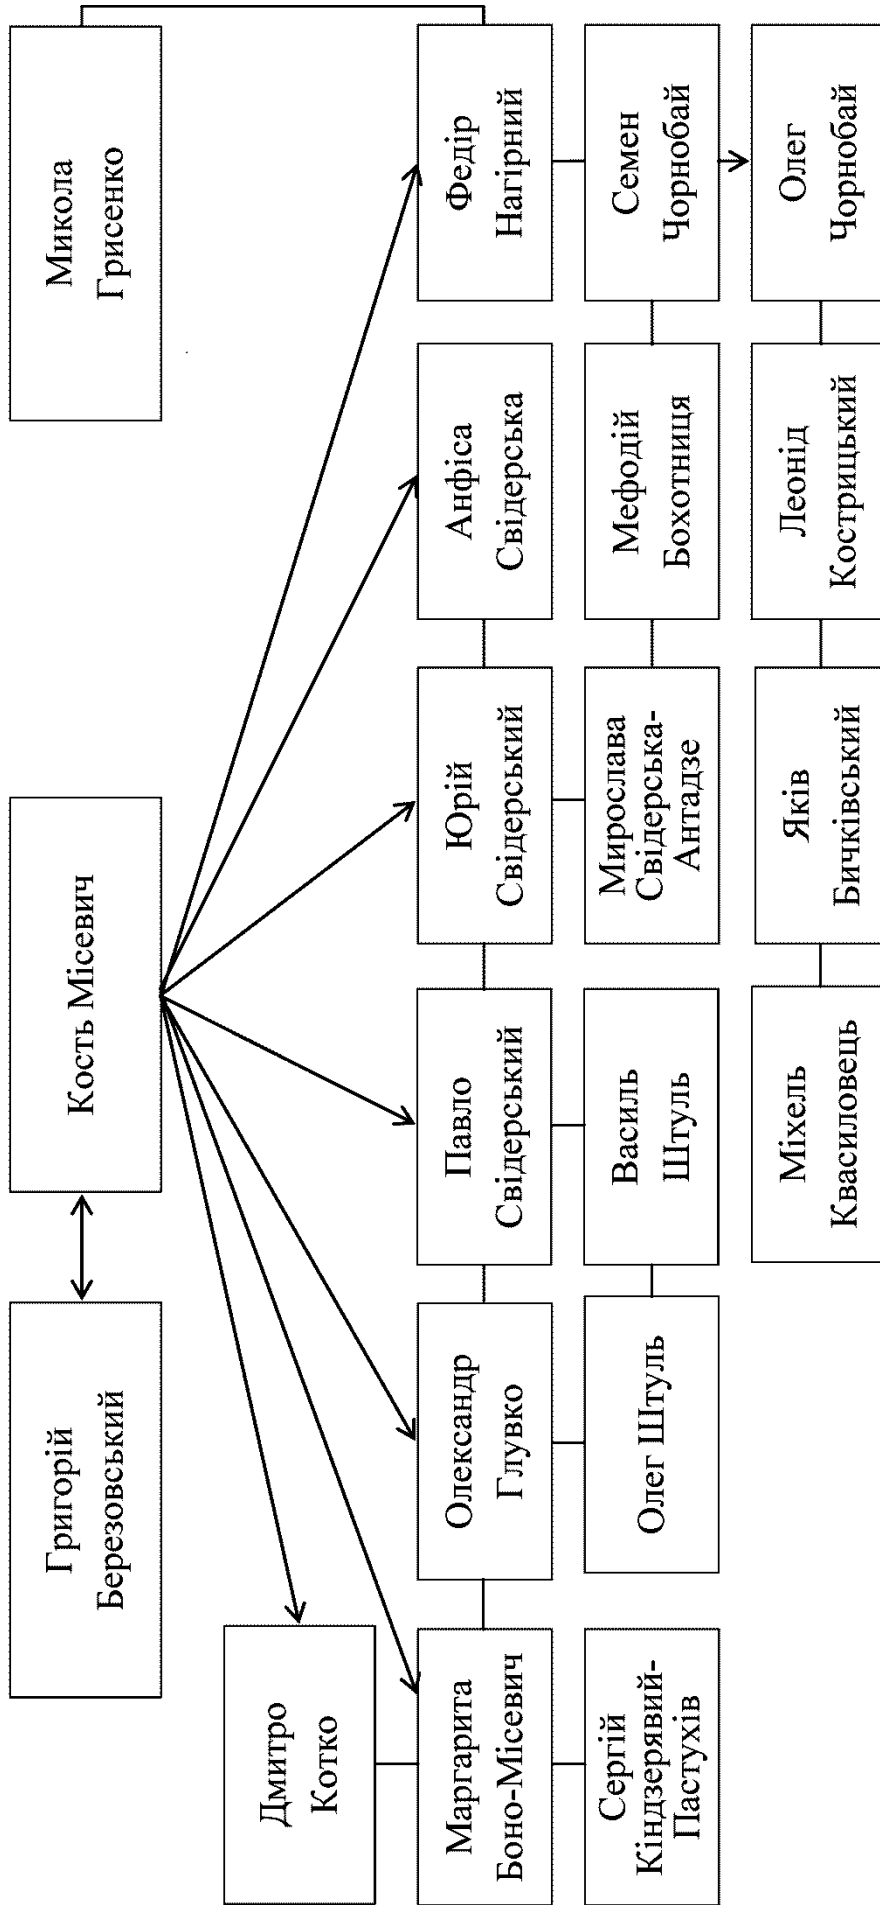 Григорій
Березовський
Кость Місевич
Микола
Грисенко
Дмитро
Котко
Маргарита
Боно-Місевич
Олександр
Глувко
Павло
Свідерський
Юрій
Свідерський
Анфіса
Свідерська
Федір
Нагірний
Сергій
Кіндзерявий-
Пастухів
Олег Штуль
Василь
Штуль
Мирослава
Свідерська-
Антадзе
Мефодій
Бохотниця
Семен
Чорнобай
Міхель
Квасиловець
Яків
Бичківський
Леонід
Кострицький
Олег
Чорнобай